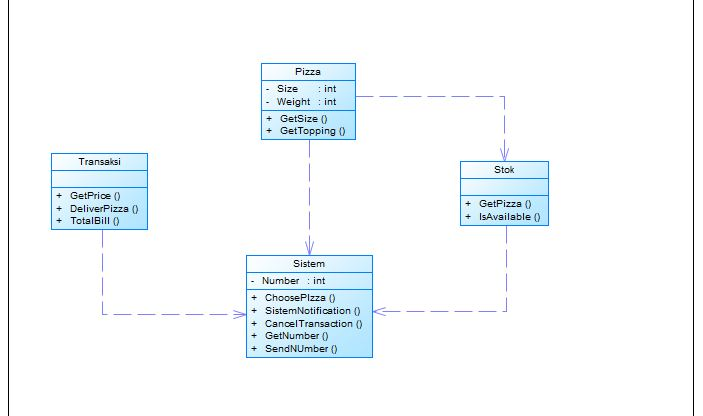 Pizza
- Size : int
- Weight : int
+ GetSize ()
+ GetTopping ()
Transaksi
+ GetPrice ()
+ DeliverPizza ()
+ TotalBill ()
Stok
+ GetPizza ()
+ IsAvailable ()
Sistem
- Number : int
+ ChoosePIzza ()
+ SistemNotification ()
+ CancelTransaction ()
+ GetNumber ()
+ SendNUmber ()